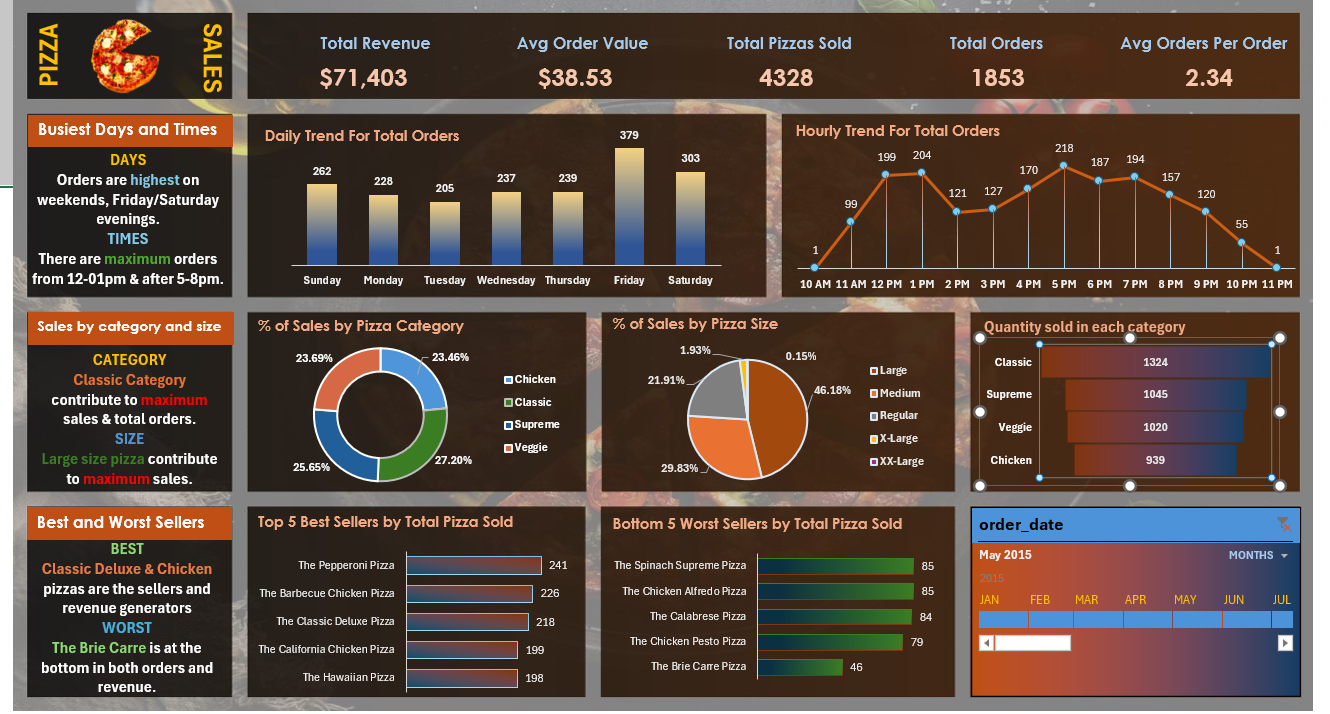 PIZZA
SALES
Total Revenue
$71,403
Avg Order Value
$38.53
Total Pizzas Sold
4328
Total Orders
1853
Avg Orders Per Order
2.34
Busiest Days and Times
DAYS
Orders are highest on
weekends, Friday/Saturday
evenings.
TIMES
There are maximum orders
from 12-01pm & after 5-8pm.
Daily Trend For Total Orders
262
228
205
237
239
379
303
Sunday
Monday
Tuesday
Wednesday
Thursday
Friday
Saturday
Hourly Trend For Total Orders
1
99
199
204
121
127
170
218
187
194
157
120
55
1
10 AM
11 AM
12 PM
1 PM
2 PM
3 PM
4 PM
5 PM
6 PM
7 PM
8 PM
9 PM
10 PM
11 PM
Sales by category and size
CATEGORY
Classic Category
contribute to maximum
sales & total orders.
SIZE
Large size pizza contribute
to maximum sales.
% of Sales by Pizza Category
23.69%
23.46%
25.65%
27.20%
Chicken
Classic
Supreme
Veggie
% of Sales by Pizza Size
1.93%
0.15%
21.91%
46.18%
29.83%
Large
Medium
Regular
X-Large
XX-Large
Quantity sold in each category
Classic 1324
Supreme 1045
Veggie 1020
Chicken 939
Best and Worst Sellers
BEST
Classic Deluxe & Chicken
pizzas are the sellers and
revenue generators
WORST
The Brie Carre is at the
bottom in both orders and
revenue.
Top 5 Best Sellers by Total Pizza Sold
The Pepperoni Pizza 241
The Barbecue Chicken Pizza 226
The Classic Deluxe Pizza 218
The California Chicken Pizza 199
The Hawaiian Pizza 198
Bottom 5 Worst Sellers by Total Pizza Sold
The Spinach Supreme Pizza 85
The Chicken Alfredo Pizza 85
The Calabrese Pizza 84
The Chicken Pesto Pizza 79
The Brie Carre Pizza 46
order_date
May 2015 MONTHS
2015
JAN FEB MAR APR MAY JUN JUL